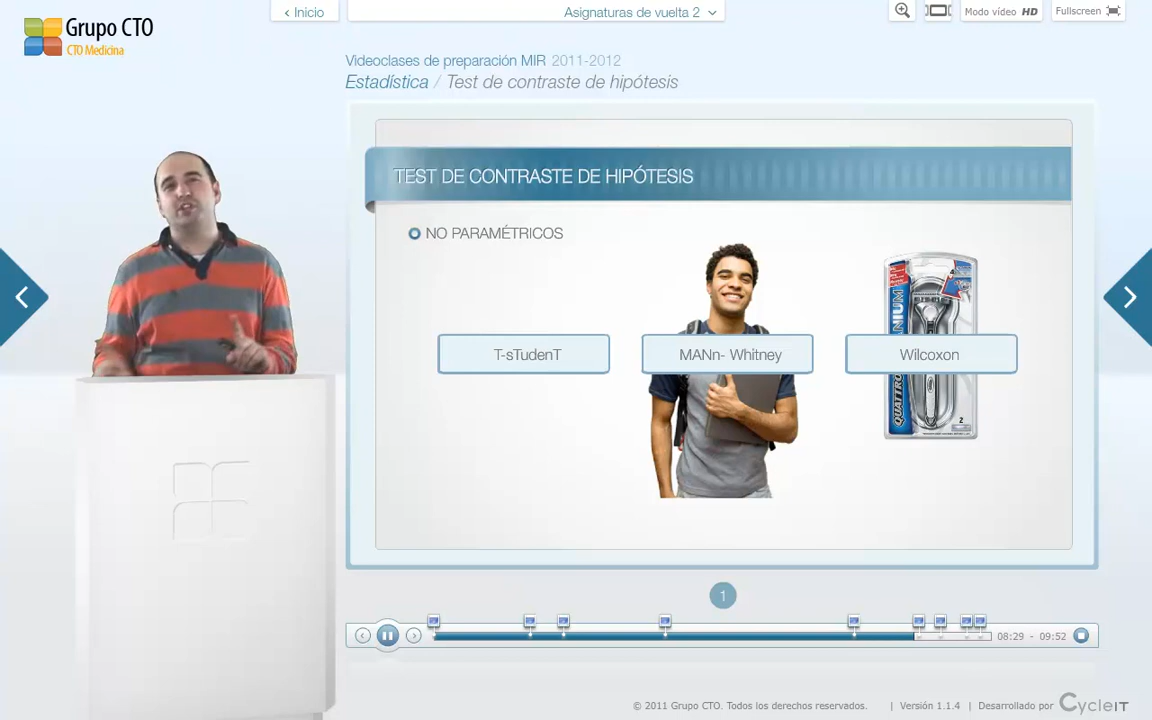 Grupo CTO
CTO Medicina
‹ Inicio
Asignaturas de vuelta 2
Modo vídeo HD
Fullscreen
Videoclases de preparación MIR 2011-2012
Estadística / Test de contraste de hipótesis
TEST DE CONTRASTE DE HIPÓTESIS
NO PARAMÉTRICOS
T-sTudenT
MANn- Whitney
Wilcoxon
QUATTRO
2
1
08:29 - 09:52
© 2011 Grupo CTO. Todos los derechos reservados. | Versión 1.1.4 | Desarrollado por CycleIT